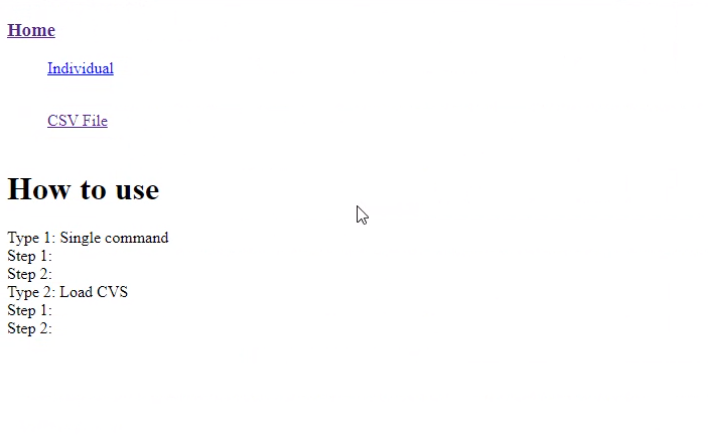 Home
Individual
CSV File
How to use
Type 1: Single command
Step 1:
Step 2:
Type 2: Load CVS
Step 1:
Step 2: